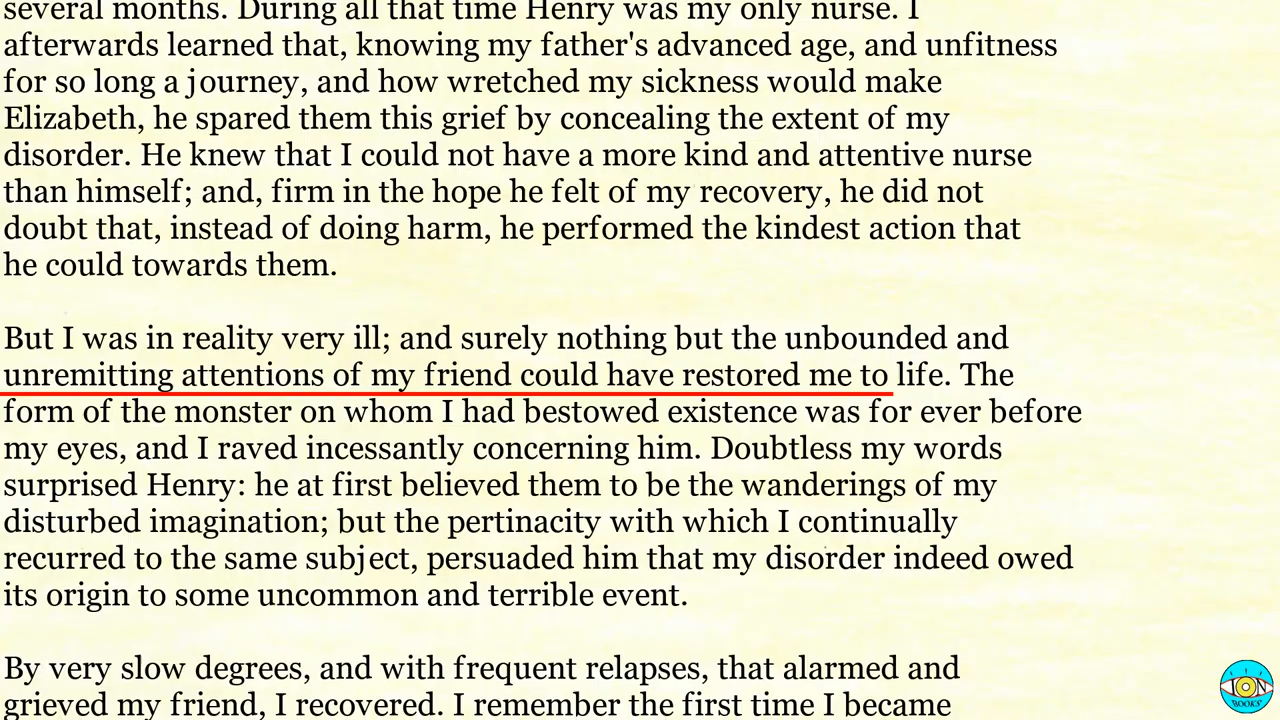 several months. During all that time Henry was my only nurse. I
afterwards learned that, knowing my father's advanced age, and unfitness
for so long a journey, and how wretched my sickness would make
Elizabeth, he spared them this grief by concealing the extent of my
disorder. He knew that I could not have a more kind and attentive nurse
than himself; and, firm in the hope he felt of my recovery, he did not
doubt that, instead of doing harm, he performed the kindest action that
he could towards them.
But I was in reality very ill; and surely nothing but the unbounded and
unremitting attentions of my friend could have restored me to life. The
form of the monster on whom I had bestowed existence was for ever before
my eyes, and I raved incessantly concerning him. Doubtless my words
surprised Henry: he at first believed them to be the wanderings of my
disturbed imagination; but the pertinacity with which I continually
recurred to the same subject, persuaded him that my disorder indeed owed
its origin to some uncommon and terrible event.
By very slow degrees, and with frequent relapses, that alarmed and
grieved my friend, I recovered. I remember the first time I became
ION
BOOKS